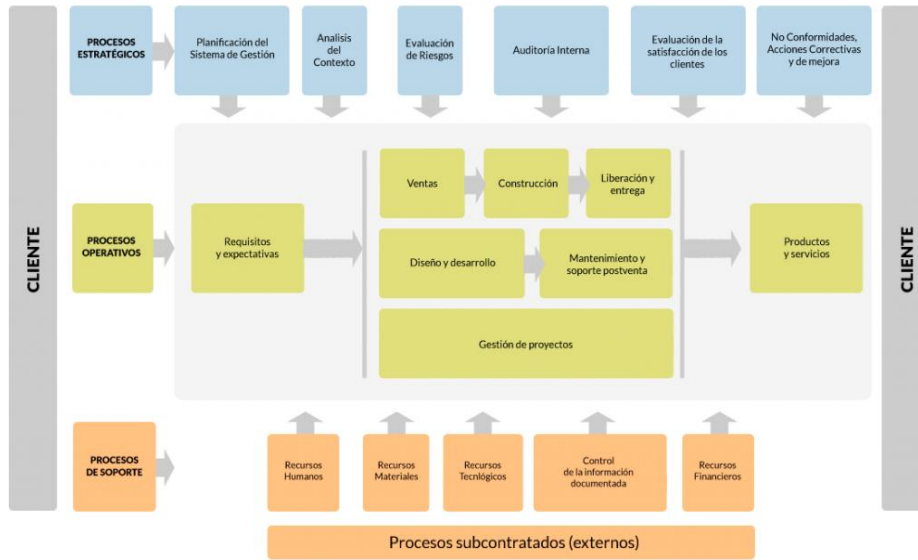 CLIENTE
PROCESOS
ESTRATÉGICOS
Planificación del
Sistema de Gestión
Analisis
del
Contexto
Evaluación
de Riesgos
Auditoría Interna
Evaluación de la
satisfacción de los
clientes
No Conformidades,
Acciones Correctivas
y de mejora
PROCESOS
OPERATIVOS
Requisitos
y expectativas
Ventas
Construcción
Liberación y
entrega
Diseño y desarrollo
Mantenimiento y
soporte postventa
Gestión de proyectos
Productos
y servicios
CLIENTE
PROCESOS
DE SOPORTE
Recursos
Humanos
Recursos
Materiales
Recursos
Tecnlógicos
Control
de la información
documentada
Recursos
Financieros
Procesos subcontratados (externos)